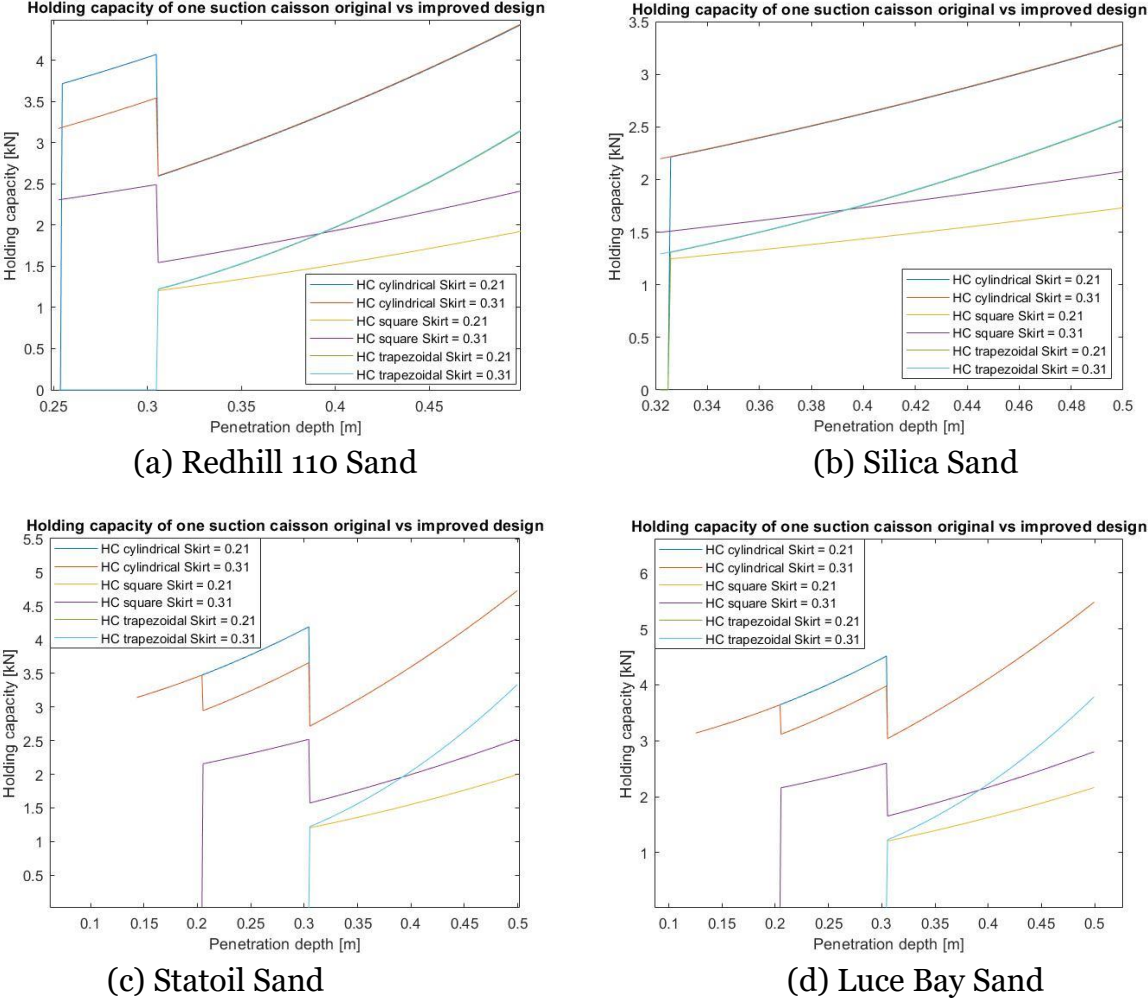 Holding capacity of one suction caisson original vs improved design
Holding capacity [kN]
4
3.5
3
2.5
2
1.5
1
0.5
0
HC cylindrical Skirt = 0.21
HC cylindrical Skirt = 0.31
HC square Skirt = 0.21
HC square Skirt = 0.31
HC trapezoidal Skirt = 0.21
HC trapezoidal Skirt = 0.31
0.25 0.3 0.35 0.4 0.45
Penetration depth [m]
(a) Redhill 110 Sand
Holding capacity of one suction caisson original vs improved design
Holding capacity [kN]
3.5
3
2.5
2
1.5
1
0.5
0
HC cylindrical Skirt = 0.21
HC cylindrical Skirt = 0.31
HC square Skirt = 0.21
HC square Skirt = 0.31
HC trapezoidal Skirt = 0.21
HC trapezoidal Skirt = 0.31
0.32 0.34 0.36 0.38 0.4 0.42 0.44 0.46 0.48 0.5
Penetration depth [m]
(b) Silica Sand
Holding capacity of one suction caisson original vs improved design
Holding capacity [kN]
5.5
5
4.5
4
3.5
3
2.5
2
1.5
1
0.5
HC cylindrical Skirt = 0.21
HC cylindrical Skirt = 0.31
HC square Skirt = 0.21
HC square Skirt = 0.31
HC trapezoidal Skirt = 0.21
HC trapezoidal Skirt = 0.31
0.1 0.15 0.2 0.25 0.3 0.35 0.4 0.45 0.5
Penetration depth [m]
(c) Statoil Sand
Holding capacity of one suction caisson original vs improved design
Holding capacity [kN]
6
5
4
3
2
1
HC cylindrical Skirt = 0.21
HC cylindrical Skirt = 0.31
HC square Skirt = 0.21
HC square Skirt = 0.31
HC trapezoidal Skirt = 0.21
HC trapezoidal Skirt = 0.31
0.1 0.15 0.2 0.25 0.3 0.35 0.4 0.45 0.5
Penetration depth [m]
(d) Luce Bay Sand